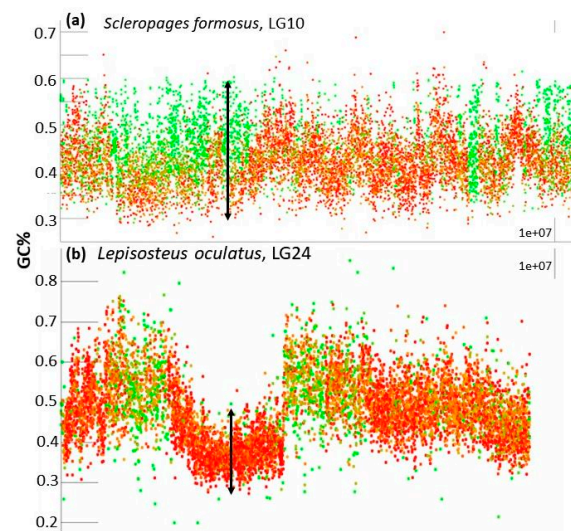 (a) Scleropages formosus, LG10
0.7
0.6
0.5
0.4
0.3
1e+07
GC%
(b) Lepisosteus oculatus, LG24
1e+07
0.8
0.7
0.6
0.5
0.4
0.3
0.2